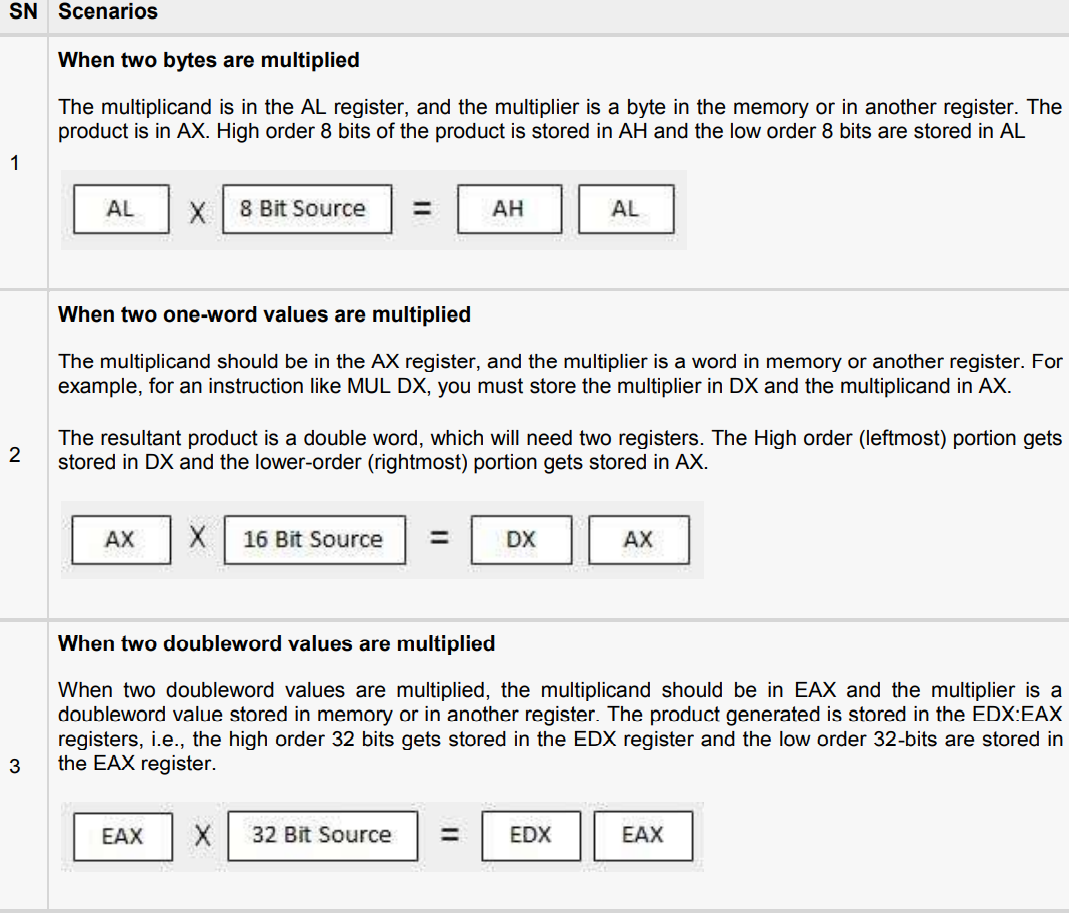 SN Scenarios
When two bytes are multiplied
The multiplicand is in the AL register, and the multiplier is a byte in the memory or in another register. The
product is in AX. High order 8 bits of the product is stored in AH and the low order 8 bits are stored in AL
1
AL X 8 Bit Source = AH AL
When two one-word values are multiplied
The multiplicand should be in the AX register, and the multiplier is a word in memory or another register. For
example, for an instruction like MUL DX, you must store the multiplier in DX and the multiplicand in AX.
The resultant product is a double word, which will need two registers. The High order (leftmost) portion gets
2
stored in DX and the lower-order (rightmost) portion gets stored in AX.
AX X 16 Bit Source = DX AX
When two doubleword values are multiplied
When two doubleword values are multiplied, the multiplicand should be in EAX and the multiplier is a
doubleword value stored in memory or in another register. The product generated is stored in the EDX:EAX
registers, i.e., the high order 32 bits gets stored in the EDX register and the low order 32-bits are stored in
3
the EAX register.
EAX X 32 Bit Source = EDX EAX